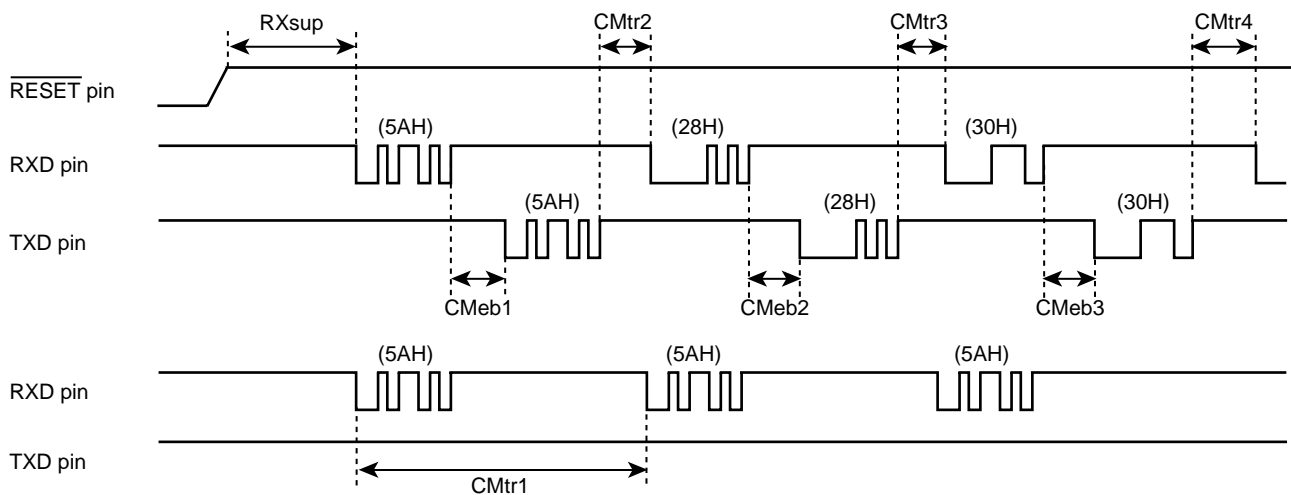 RXsup
CMtr2
CMtr3
CMtr4
RESET pin
(5AH)
(28H)
(30H)
RXD pin
(5AH)
(28H)
(30H)
TXD pin
CMeb1
CMeb2
CMeb3
(5AH)
(5AH)
(5AH)
RXD pin
TXD pin
CMtr1